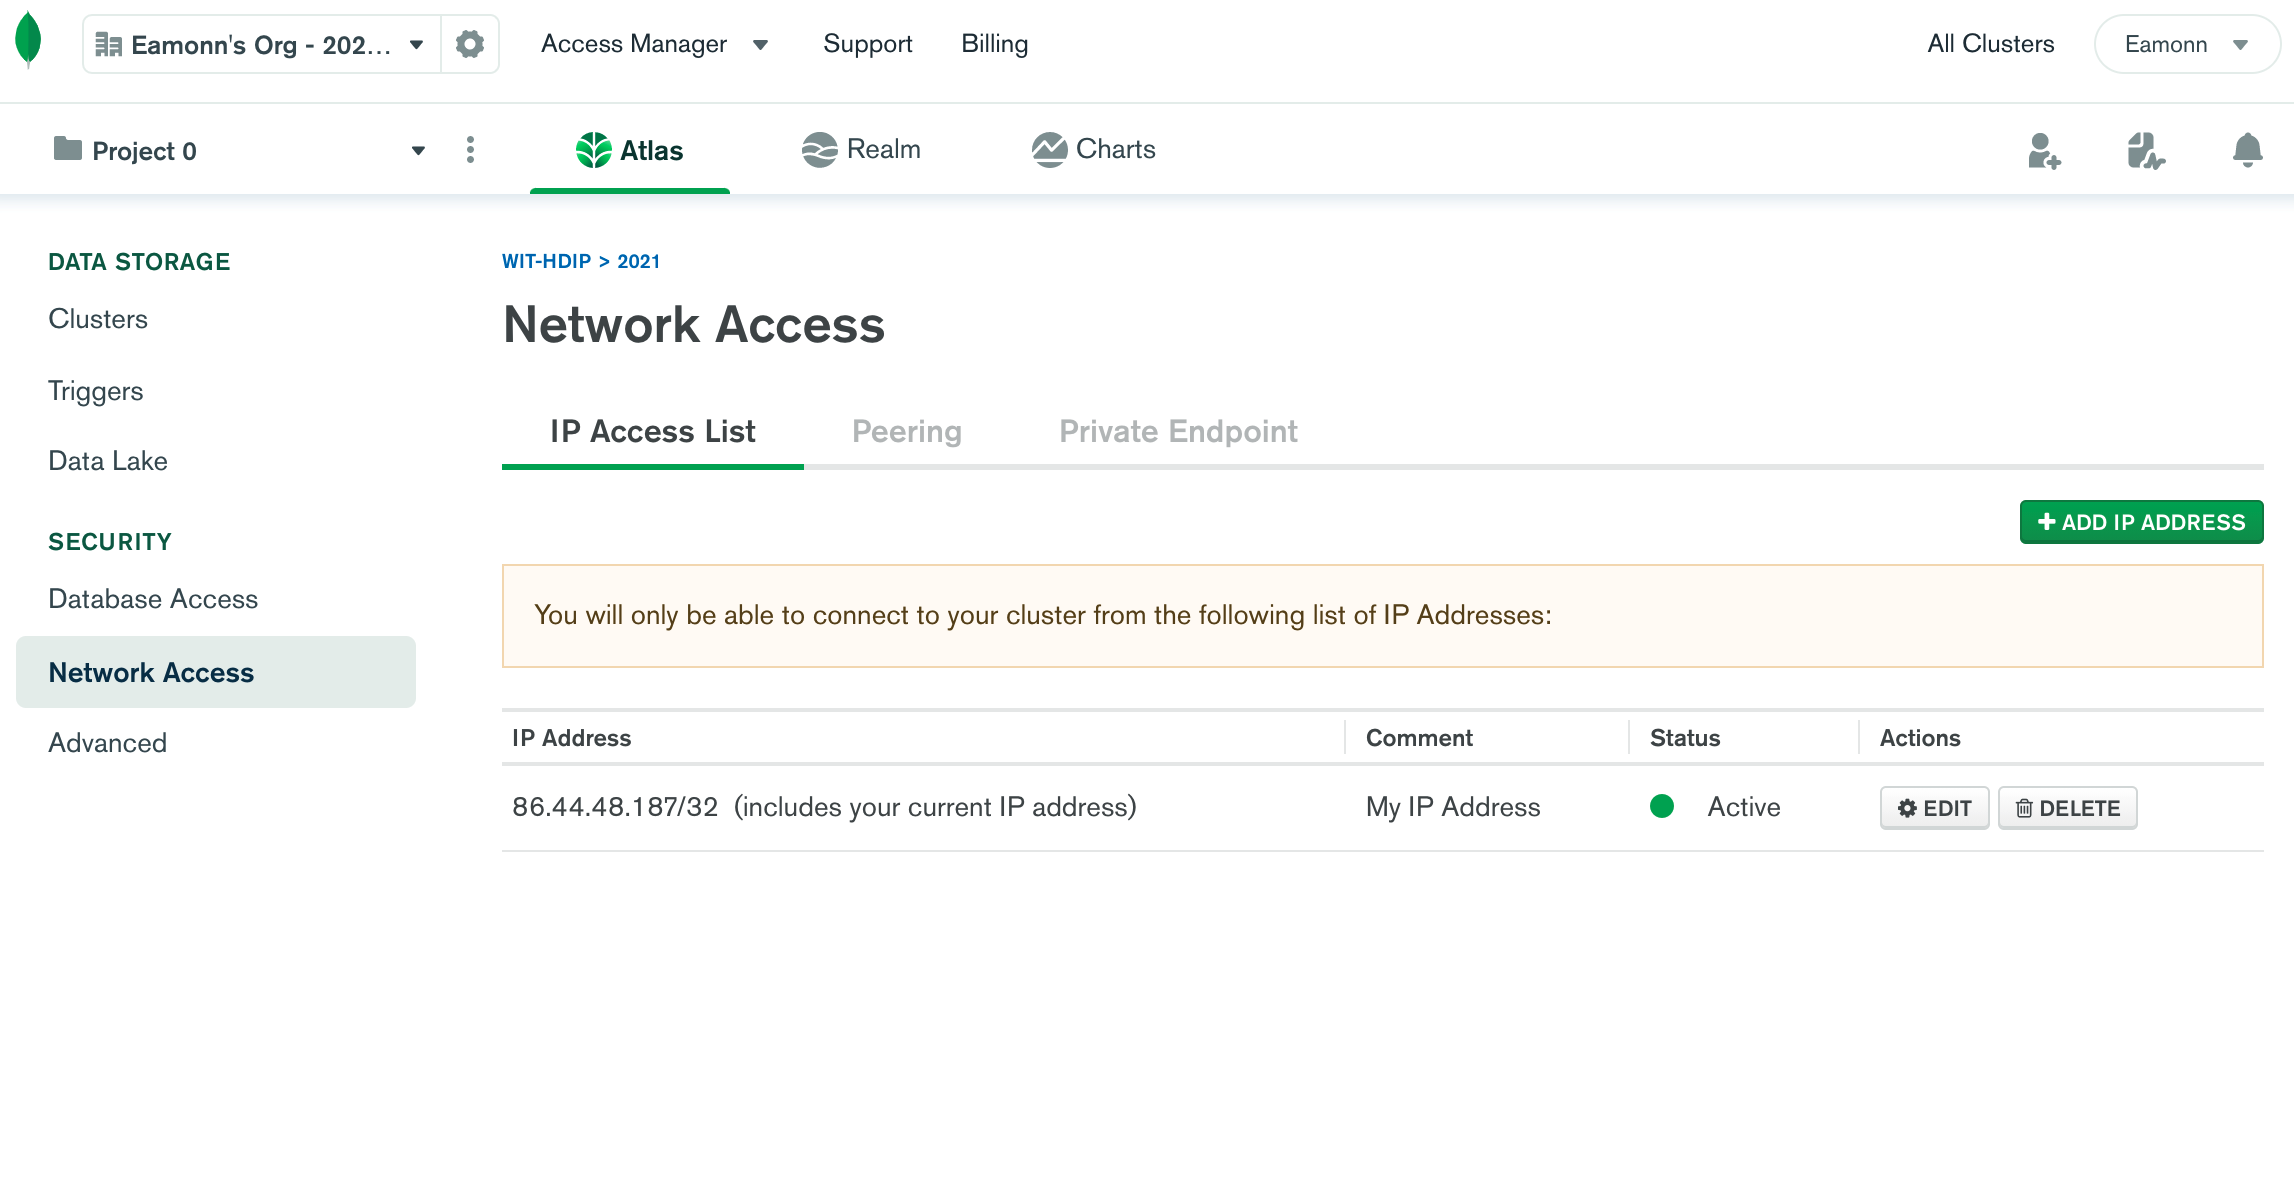 Eamonn's Org - 202...
Access Manager
Support
Billing
All Clusters
Eamonn
Project 0
Atlas
Realm
Charts
DATA STORAGE
Clusters
Triggers
Data Lake
SECURITY
Database Access
Network Access
Advanced
WIT-HDIP > 2021
Network Access
IP Access List
Peering
Private Endpoint
+ ADD IP ADDRESS
You will only be able to connect to your cluster from the following list of IP Addresses:
IP Address Comment Status Actions
86.44.48.187/32 (includes your current IP address) My IP Address Active EDIT DELETE